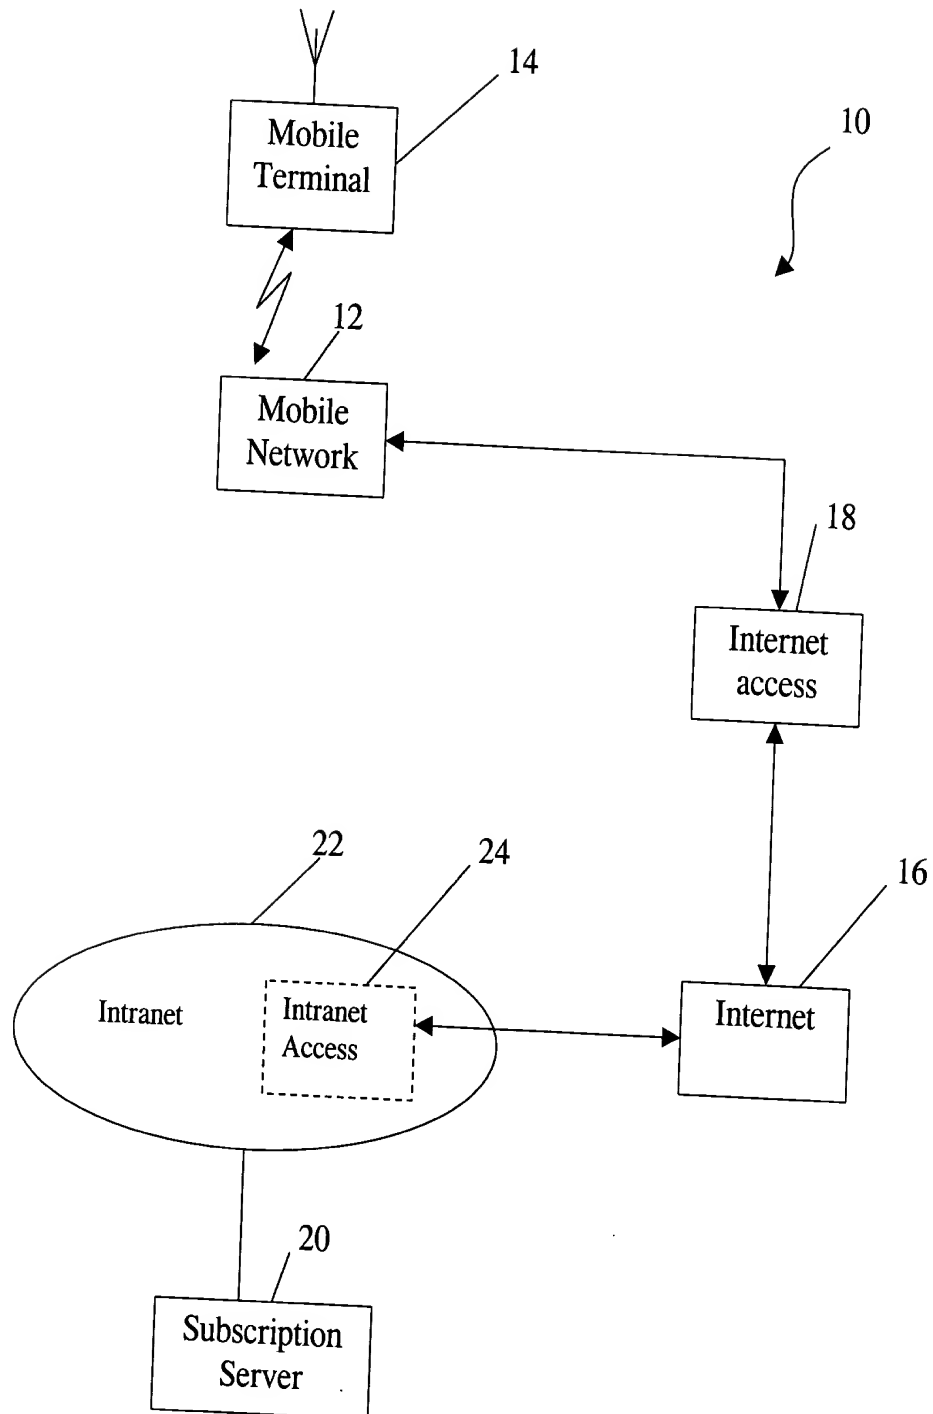 14
Mobile
Terminal
10
12
Mobile
Network
18
Internet
access
22
24
16
Intranet
Intranet
Access
Internet
20
Subscription
Server